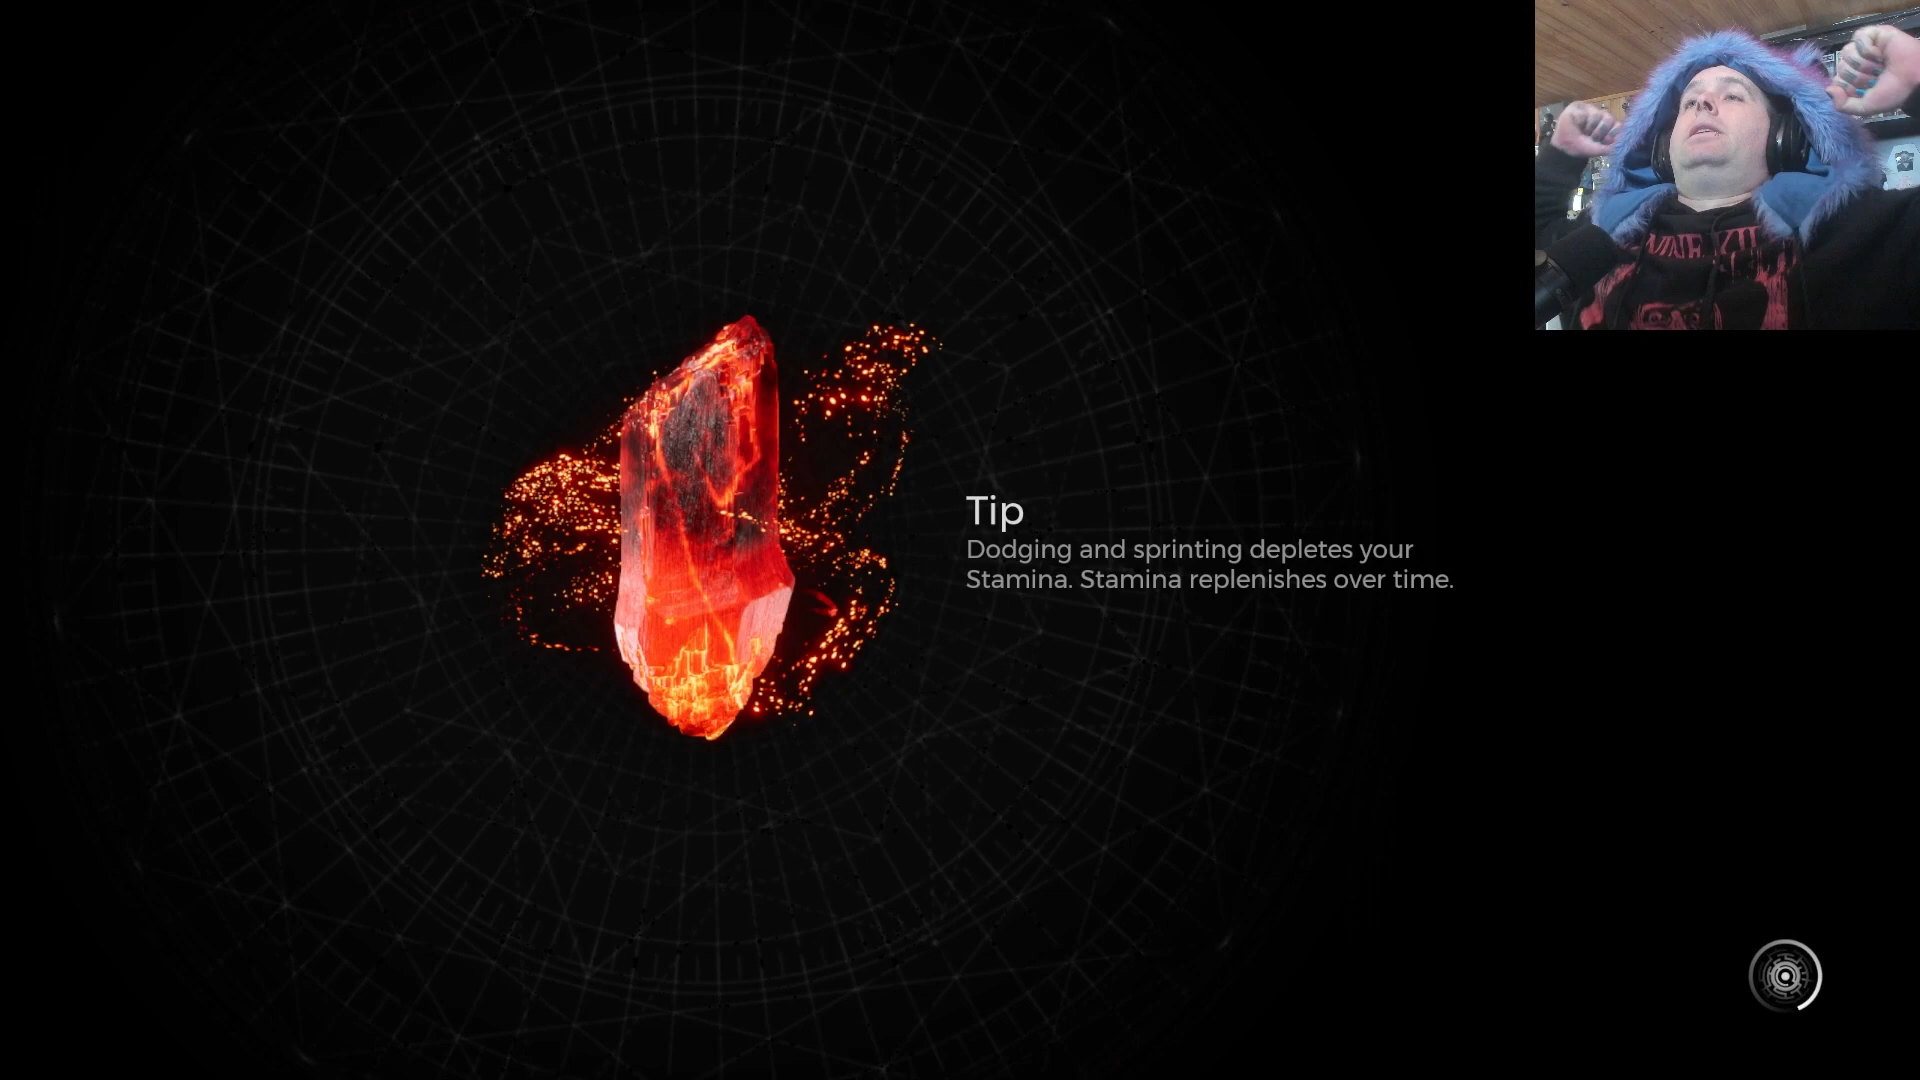 Tip
Dodging and sprinting depletes your
Stamina. Stamina replenishes over time.